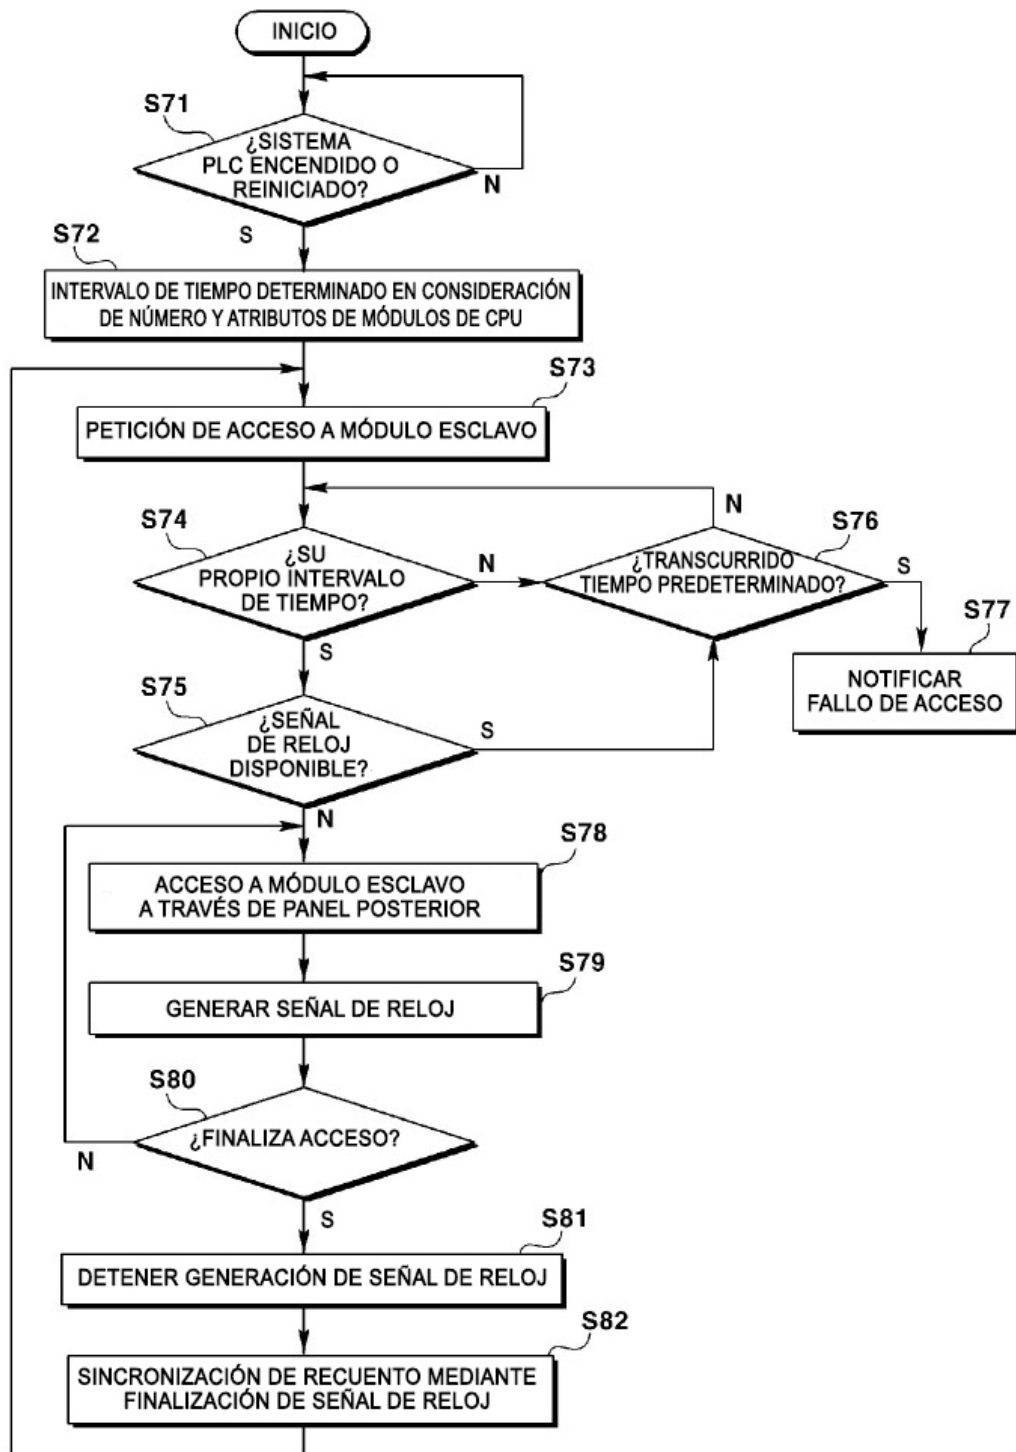 INICIO
S71
¿SISTEMA
PLC ENCENDIDO O
REINICIADO?
N
S
S72
INTERVALO DE TIEMPO DETERMINADO EN CONSIDERACIÓN
DE NÚMERO Y ATRIBUTOS DE MÓDULOS DE CPU
S73
PETICIÓN DE ACCESO A MÓDULO ESCLAVO
S74
¿SU
PROPIO INTERVALO
DE TIEMPO?
N
S
N
S76
¿TRANSCURRIDO
TIEMPO PREDETERMINADO?
S
S77
NOTIFICAR
FALLO DE ACCESO
S75
¿SEÑAL
DE RELOJ
DISPONIBLE?
S
N
S78
ACCESO A MÓDULO ESCLAVO
A TRAVÉS DE PANEL POSTERIOR
S79
GENERAR SEÑAL DE RELOJ
S80
¿FINALIZA ACCESO?
N
S
S81
DETENER GENERACIÓN DE SEÑAL DE RELOJ
S82
SINCRONIZACIÓN DE RECUENTO MEDIANTE
FINALIZACIÓN DE SEÑAL DE RELOJ